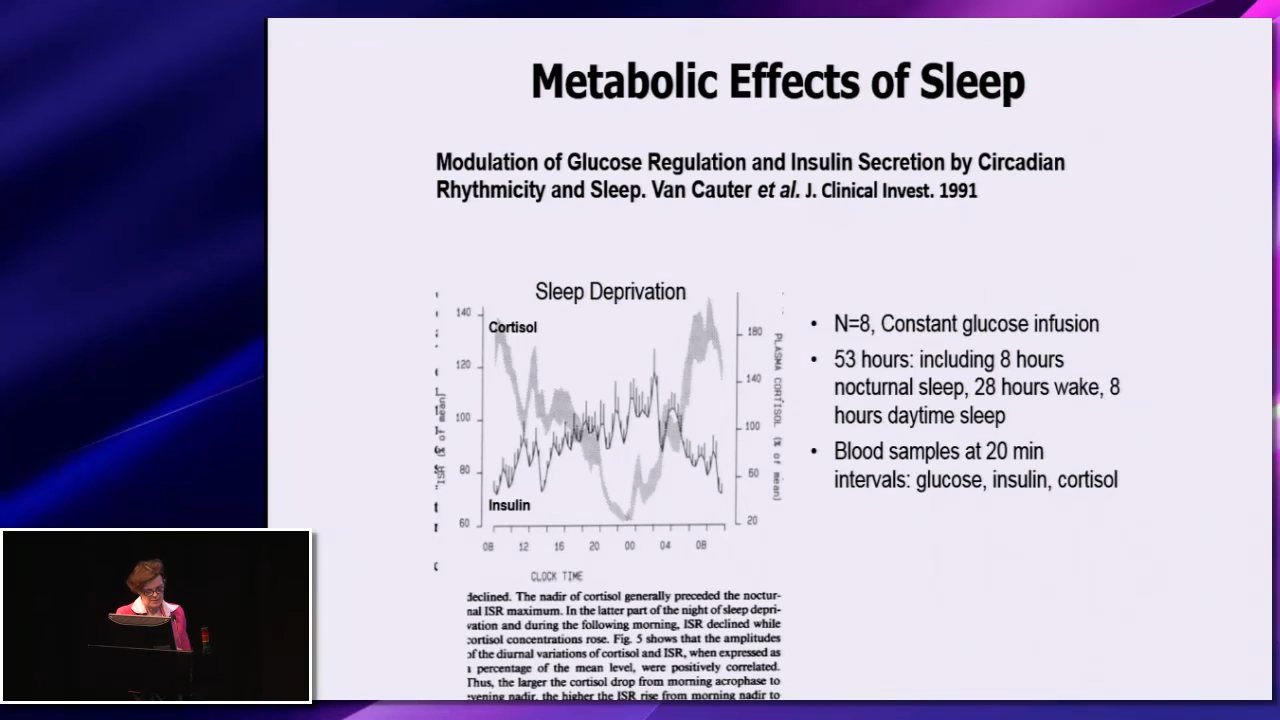 Metabolic Effects of Sleep
Modulation of Glucose Regulation and Insulin Secretion by Circadian
Rhythmicity and Sleep. Van Cauter et al. J. Clinical Invest. 1991
Sleep Deprivation
Cortisol
Insulin
140
120
100
80
60
ISR (% of mean)
180
140
100
60
20
PLASMA CORTISOL (% of mean)
08 12 16 20 00 04 08
CLOCK TIME
• N=8, Constant glucose infusion
• 53 hours: including 8 hours
nocturnal sleep, 28 hours wake, 8
hours daytime sleep
• Blood samples at 20 min
intervals: glucose, insulin, cortisol
declined. The nadir of cortisol generally preceded the noctur-
nal ISR maximum. In the latter part of the night of sleep depri-
vation and during the following morning, ISR declined while
cortisol concentrations rose. Fig. 5 shows that the amplitudes
of the diurnal variations of cortisol and ISR, when expressed as
a percentage of the mean level, were positively correlated.
Thus, the larger the cortisol drop from morning acrophase to
evening nadir, the higher the ISR rise from morning nadir to